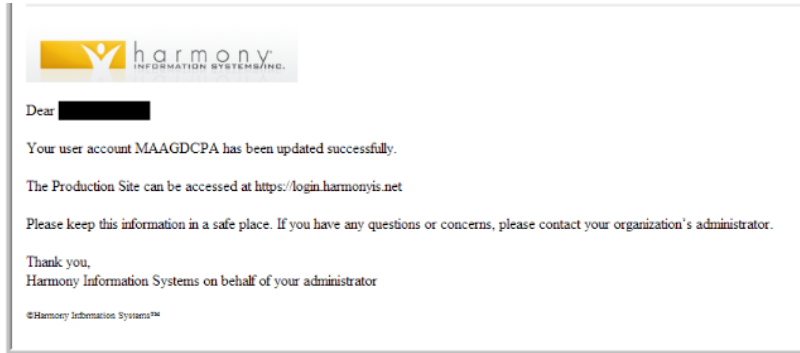 harmony
INFORMATION SYSTEMS, INC.
Dear
Your user account MAAGDCPA has been updated successfully.
The Production Site can be accessed at https://login.harmonyis.net
Please keep this information in a safe place. If you have any questions or concerns, please contact your organization's administrator.
Thank you,
Harmony Information Systems on behalf of your administrator
©Harmony Information Systems™